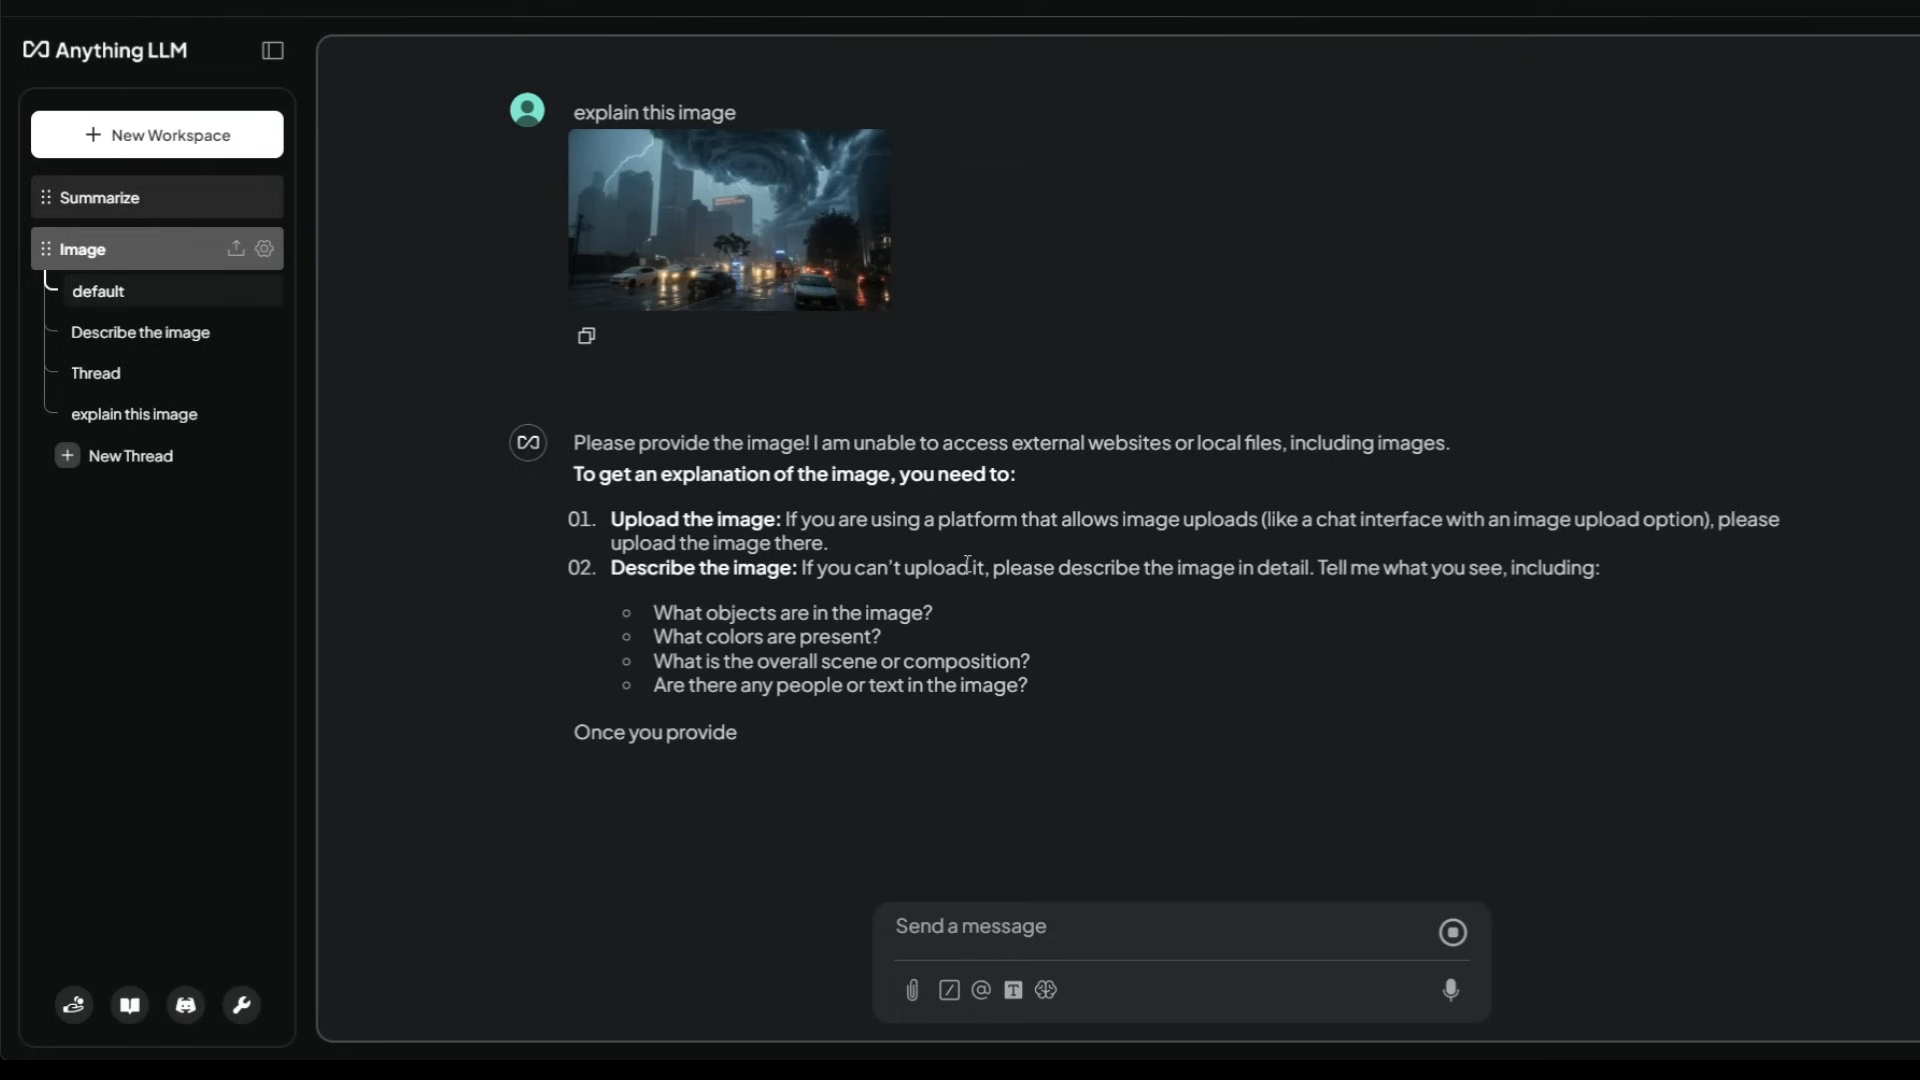 Anything LLM
New Workspace
Summarize
Image
default
Describe the image
Thread
explain this image
New Thread
explain this image
Please provide the image! I am unable to access external websites or local files, including images.
To get an explanation of the image, you need to:
01. Upload the image: If you are using a platform that allows image uploads (like a chat interface with an image upload option), please
upload the image there.
02. Describe the image: If you can't upload it, please describe the image in detail. Tell me what you see, including:
What objects are in the image?
What colors are present?
What is the overall scene or composition?
Are there any people or text in the image?
Once you provide
Send a message